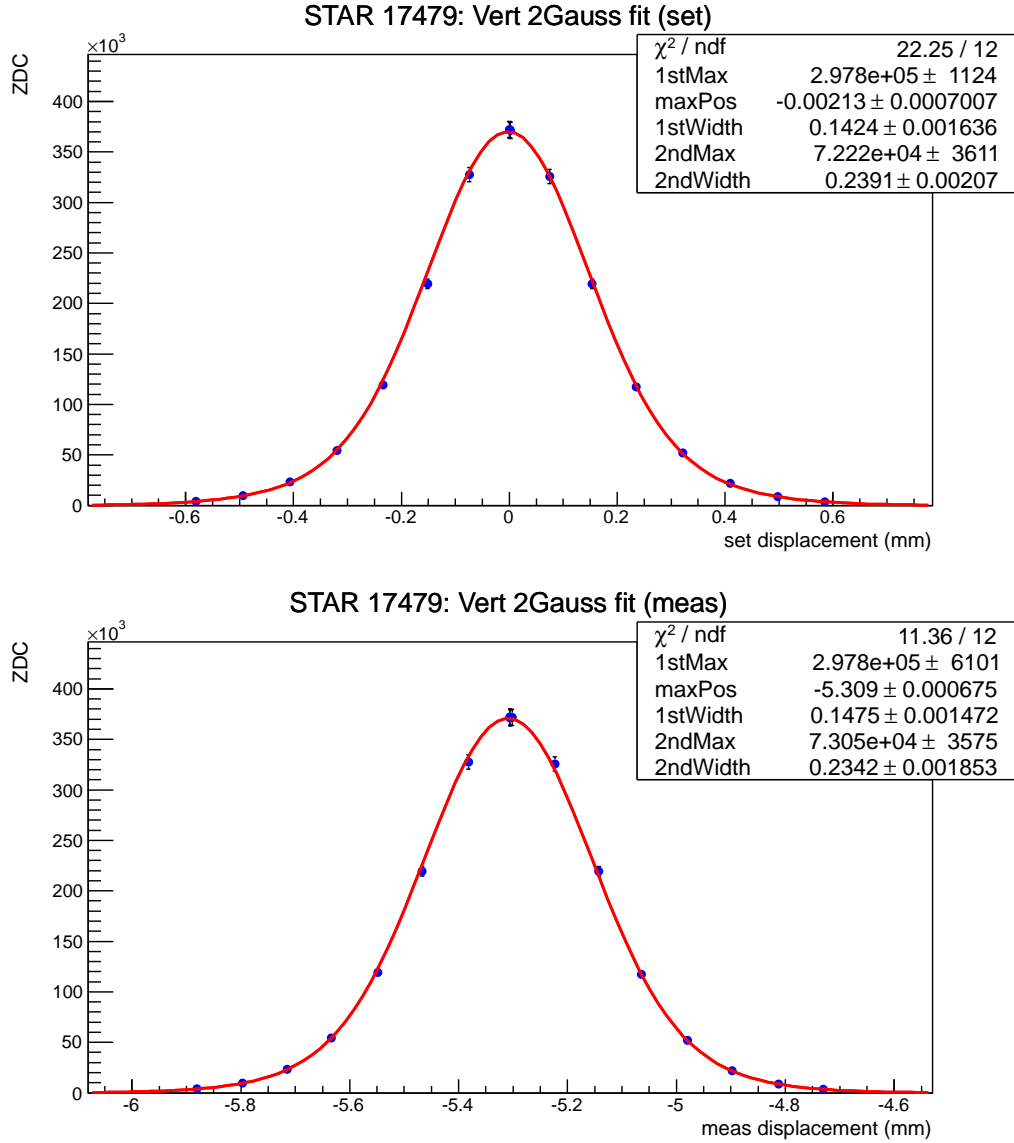 STAR 17479: Vert 2Gauss fit (set)
×10³
ZDC
χ² / ndf 22.25 / 12
1stMax 2.978e+05 ± 1124
maxPos -0.00213 ± 0.0007007
1stWidth 0.1424 ± 0.001636
2ndMax 7.222e+04 ± 3611
2ndWidth 0.2391 ± 0.00207
400
350
300
250
200
150
100
50
0
-0.6 -0.4 -0.2 0 0.2 0.4 0.6
set displacement (mm)
STAR 17479: Vert 2Gauss fit (meas)
×10³
ZDC
χ² / ndf 11.36 / 12
1stMax 2.978e+05 ± 6101
maxPos -5.309 ± 0.000675
1stWidth 0.1475 ± 0.001472
2ndMax 7.305e+04 ± 3575
2ndWidth 0.2342 ± 0.001853
400
350
300
250
200
150
100
50
0
-6 -5.8 -5.6 -5.4 -5.2 -5 -4.8 -4.6
meas displacement (mm)